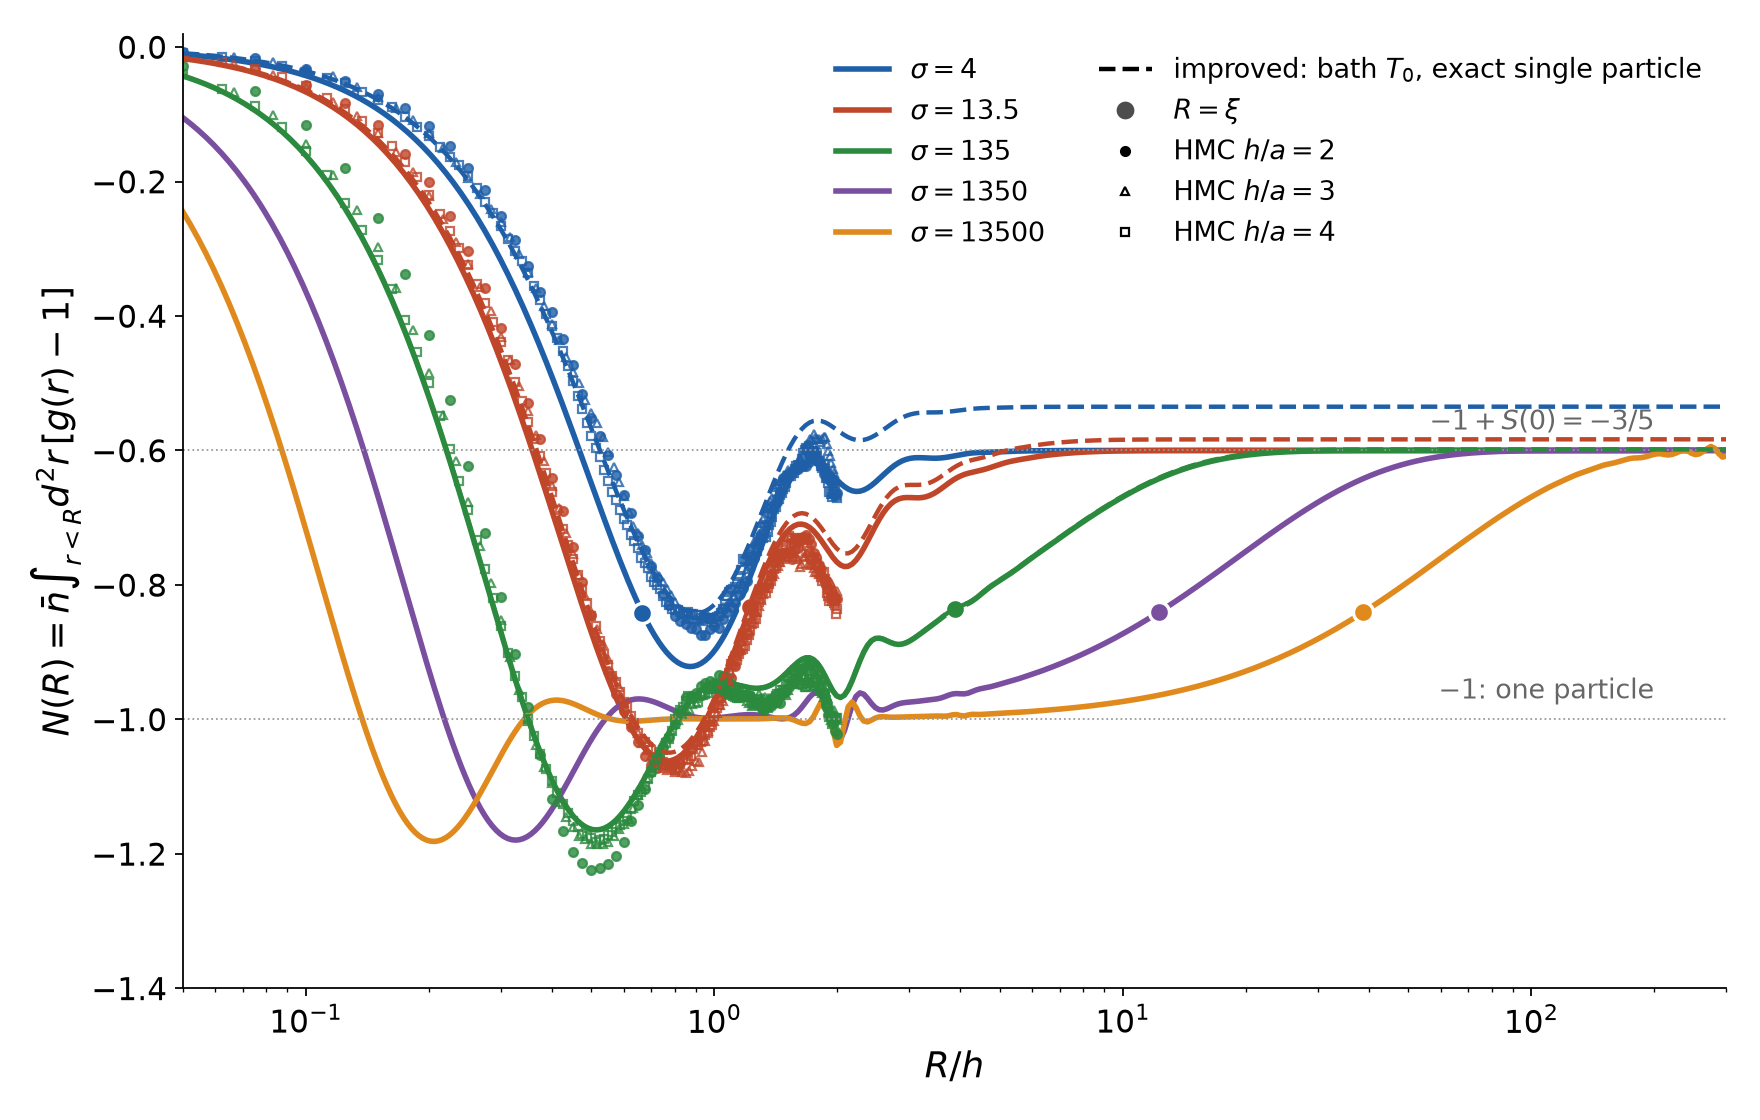 σ = 4
σ = 13.5
σ = 135
σ = 1350
σ = 13500
improved: bath T₀, exact single particle
R = ξ
HMC h/a = 2
HMC h/a = 3
HMC h/a = 4
N(R) = n̄ ∫_{r<R} d²r [g(r) − 1]
0.0
−0.2
−0.4
−0.6
−0.8
−1.0
−1.2
−1.4
−1 + S(0) = −3/5
−1: one particle
10⁻¹
10⁰
10¹
10²
R/h